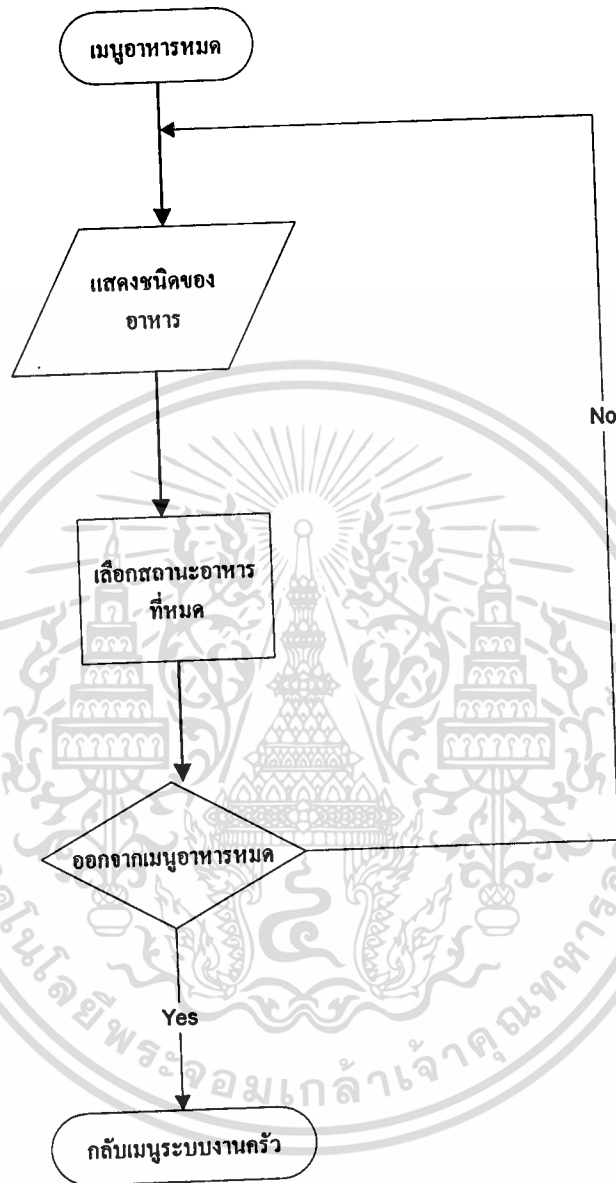 เมนูอาหารหมด
แสดงชนิดของ
อาหาร
No
เลือกสถานะอาหาร
ที่หมด
ออกจากเมนูอาหารหมด
Yes
กลับเมนูระบบงานครัว